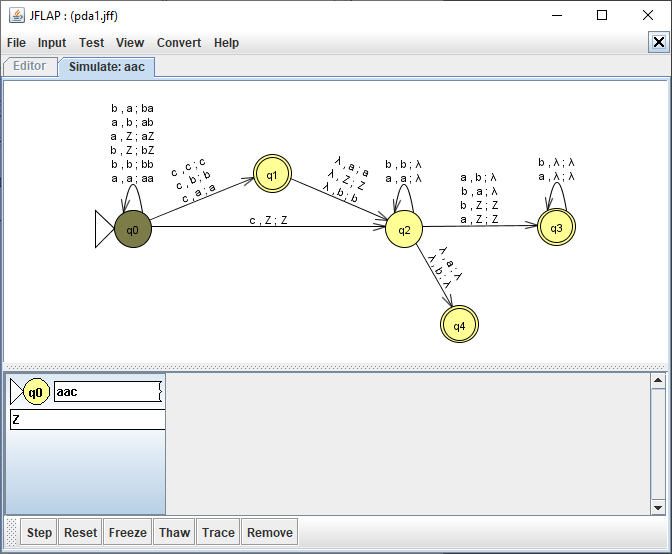 JFLAP : (pda1.jff)
File Input Test View Convert Help
Editor Simulate: aac
b , a ; ba
a , b ; ab
a , Z ; aZ
b , Z ; bZ
b , b ; bb
a , a ; aa
q0
c , c ; c
c , b ; b
c , a ; a
q1
λ , a ; a
λ , Z ; Z
λ , b ; b
c , Z ; Z
b , b ; λ
a , a ; λ
q2
a , b ; λ
b , a ; λ
b , Z ; Z
a , Z ; Z
b , λ ; λ
a , λ ; λ
q3
λ , a ; λ
λ , b ; λ
q4
q0 aac
Z
Step Reset Freeze Thaw Trace Remove